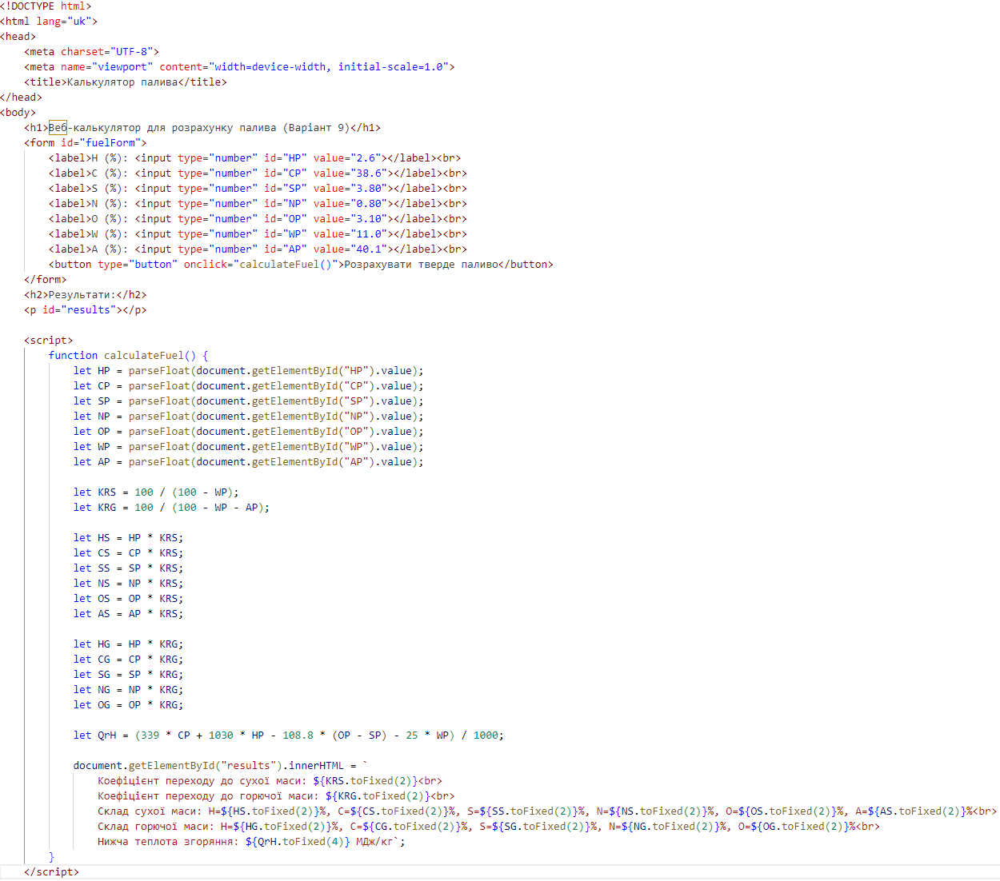 <!DOCTYPE html>
<html lang="uk">
<head>
    <meta charset="UTF-8">
    <meta name="viewport" content="width=device-width, initial-scale=1.0">
    <title>Калькулятор палива</title>
</head>
<body>
    <h1>Веб-калькулятор для розрахунку палива (Варіант 9)</h1>
    <form id="fuelForm">
        <label>H (%): <input type="number" id="HP" value="2.6"></label><br>
        <label>C (%): <input type="number" id="CP" value="38.6"></label><br>
        <label>S (%): <input type="number" id="SP" value="3.80"></label><br>
        <label>N (%): <input type="number" id="NP" value="0.80"></label><br>
        <label>O (%): <input type="number" id="OP" value="3.10"></label><br>
        <label>W (%): <input type="number" id="WP" value="11.0"></label><br>
        <label>A (%): <input type="number" id="AP" value="40.1"></label><br>
        <button type="button" onclick="calculateFuel()">Розрахувати тверде паливо</button>
    </form>
    <h2>Результати:</h2>
    <p id="results"></p>

    <script>
        function calculateFuel() {
            let HP = parseFloat(document.getElementById("HP").value);
            let CP = parseFloat(document.getElementById("CP").value);
            let SP = parseFloat(document.getElementById("SP").value);
            let NP = parseFloat(document.getElementById("NP").value);
            let OP = parseFloat(document.getElementById("OP").value);
            let WP = parseFloat(document.getElementById("WP").value);
            let AP = parseFloat(document.getElementById("AP").value);

            let KRS = 100 / (100 - WP);
            let KRG = 100 / (100 - WP - AP);

            let HS = HP * KRS;
            let CS = CP * KRS;
            let SS = SP * KRS;
            let NS = NP * KRS;
            let OS = OP * KRS;
            let AS = AP * KRS;

            let HG = HP * KRG;
            let CG = CP * KRG;
            let SG = SP * KRG;
            let NG = NP * KRG;
            let OG = OP * KRG;

            let QrH = (339 * CP + 1030 * HP - 108.8 * (OP - SP) - 25 * WP) / 1000;

            document.getElementById("results").innerHTML = `
                Коефіцієнт переходу до сухої маси: ${KRS.toFixed(2)}<br>
                Коефіцієнт переходу до горючої маси: ${KRG.toFixed(2)}<br>
                Склад сухої маси: H=${HS.toFixed(2)}%, C=${CS.toFixed(2)}%, S=${SS.toFixed(2)}%, N=${NS.toFixed(2)}%, O=${OS.toFixed(2)}%, A=${AS.toFixed(2)}%<br>
                Склад горючої маси: H=${HG.toFixed(2)}%, C=${CG.toFixed(2)}%, S=${SG.toFixed(2)}%, N=${NG.toFixed(2)}%, O=${OG.toFixed(2)}%<br>
                Нижча теплота згоряння: ${QrH.toFixed(4)} МДж/кг`;
        }
    </script>